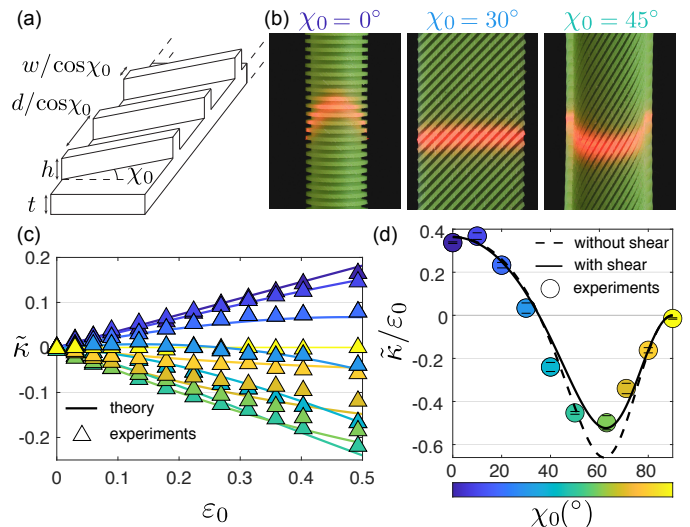 (a)
w/cosχ₀
d/cosχ₀
h
χ₀
t
(b)
χ₀ = 0°
χ₀ = 30°
χ₀ = 45°
(c)
0.2
0.1
0
-0.1
-0.2
κ̃
theory
experiments
0 0.1 0.2 0.3 0.4 0.5
ε₀
(d)
0.4
0.2
0
-0.2
-0.4
-0.6
κ̃/ε₀
without shear
with shear
experiments
0 20 40 60 80
χ₀(°)